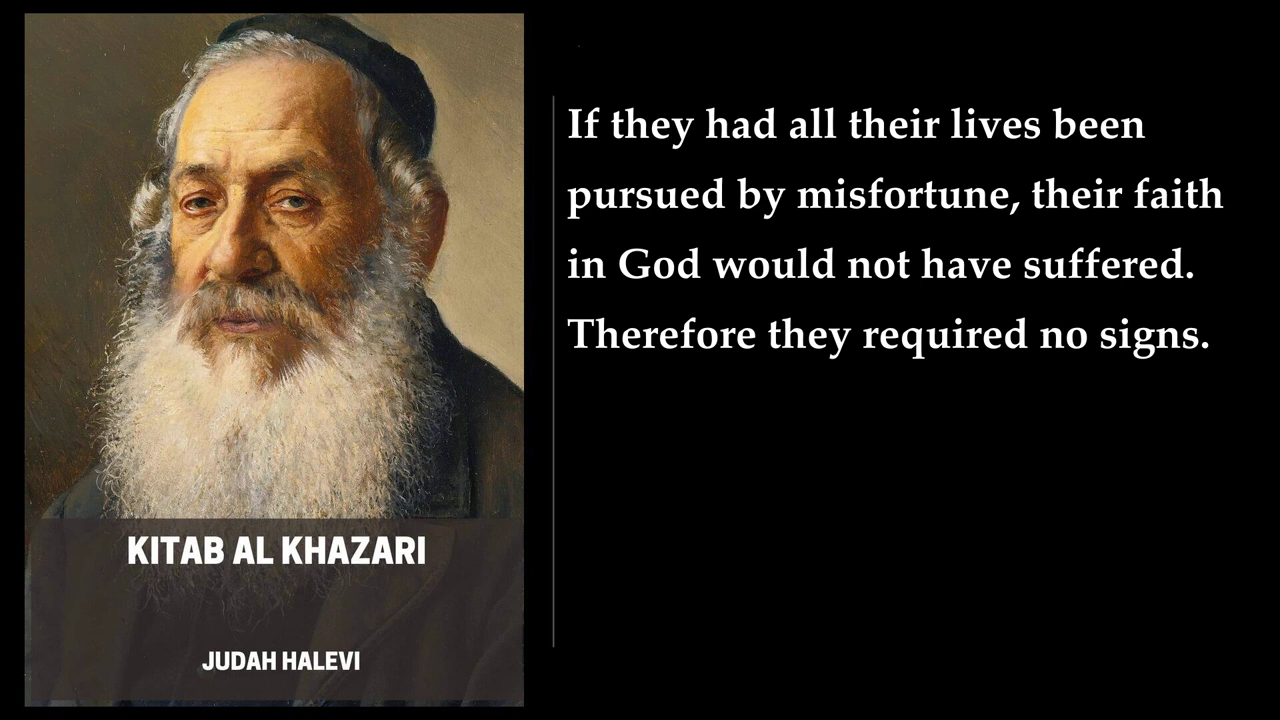 KITAB AL KHAZARI
JUDAH HALEVI
If they had all their lives been
pursued by misfortune, their faith
in God would not have suffered.
Therefore they required no signs.